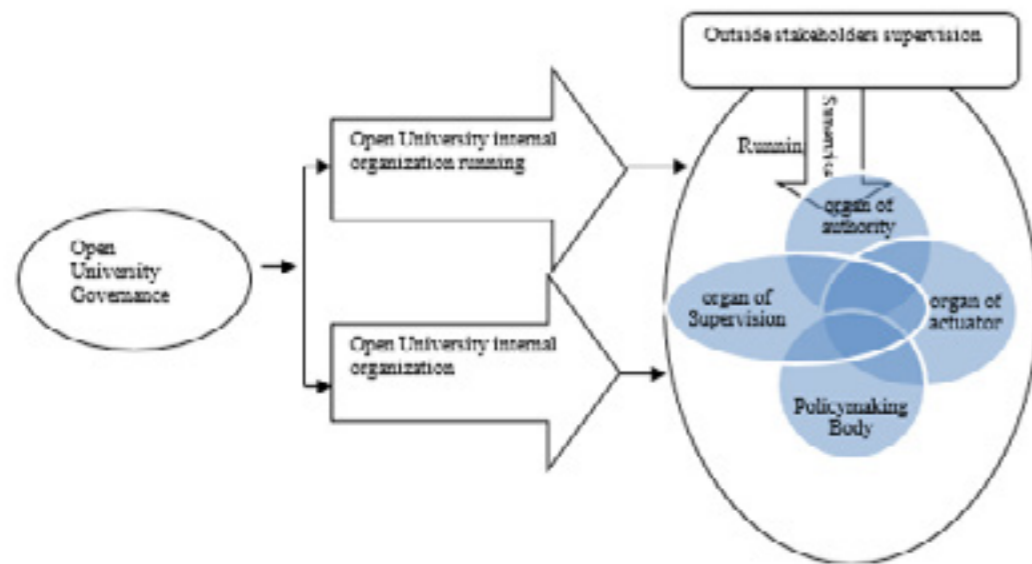 Outside stakeholders supervision
Open University internal
organization running
Runnin
organ of
authority
Open
University
Governance
organ of
Supervision
organ of
actuator
Open University internal
organization
Policymaking
Body